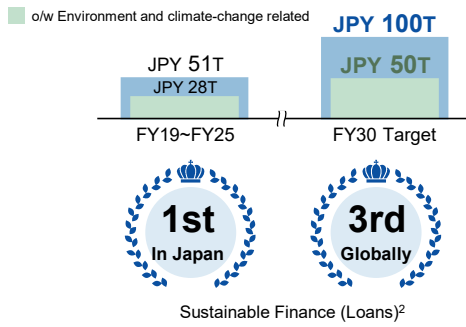 o/w Environment and climate-change related
JPY 51T
JPY 28T
JPY 100T
JPY 50T
FY19~FY25
FY30 Target
1st
In Japan
3rd
Globally
Sustainable Finance (Loans)2